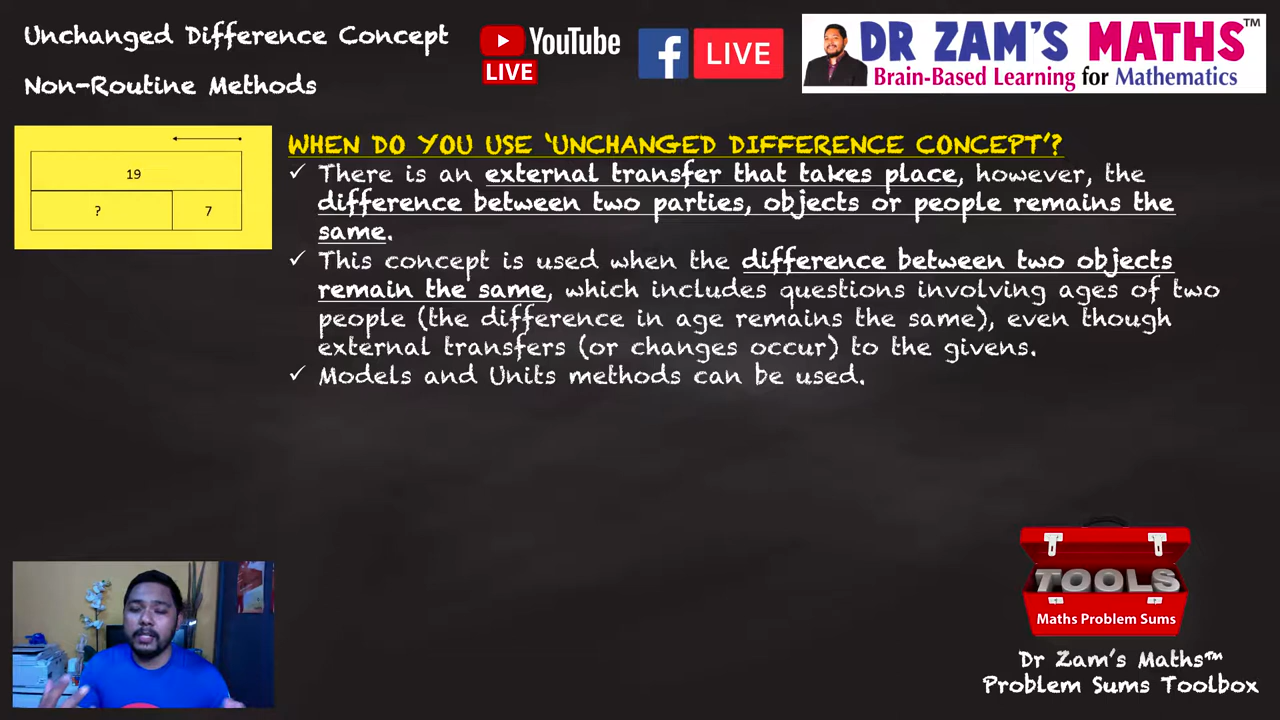 Unchanged Difference Concept
Non-Routine Methods
YouTube
LIVE
LIVE
DR ZAM'S MATHS™
Brain-Based Learning for Mathematics
19
?
7
WHEN DO YOU USE ‘UNCHANGED DIFFERENCE CONCEPT’?
✓ There is an external transfer that takes place, however, the
difference between two parties, objects or people remains the
same.
✓ This concept is used when the difference between two objects
remain the same, which includes questions involving ages of two
people (the difference in age remains the same), even though
external transfers (or changes occur) to the givens.
✓ Models and Units methods can be used.
TOOLS
Maths Problem Sums
Dr Zam's Maths™
Problem Sums Toolbox